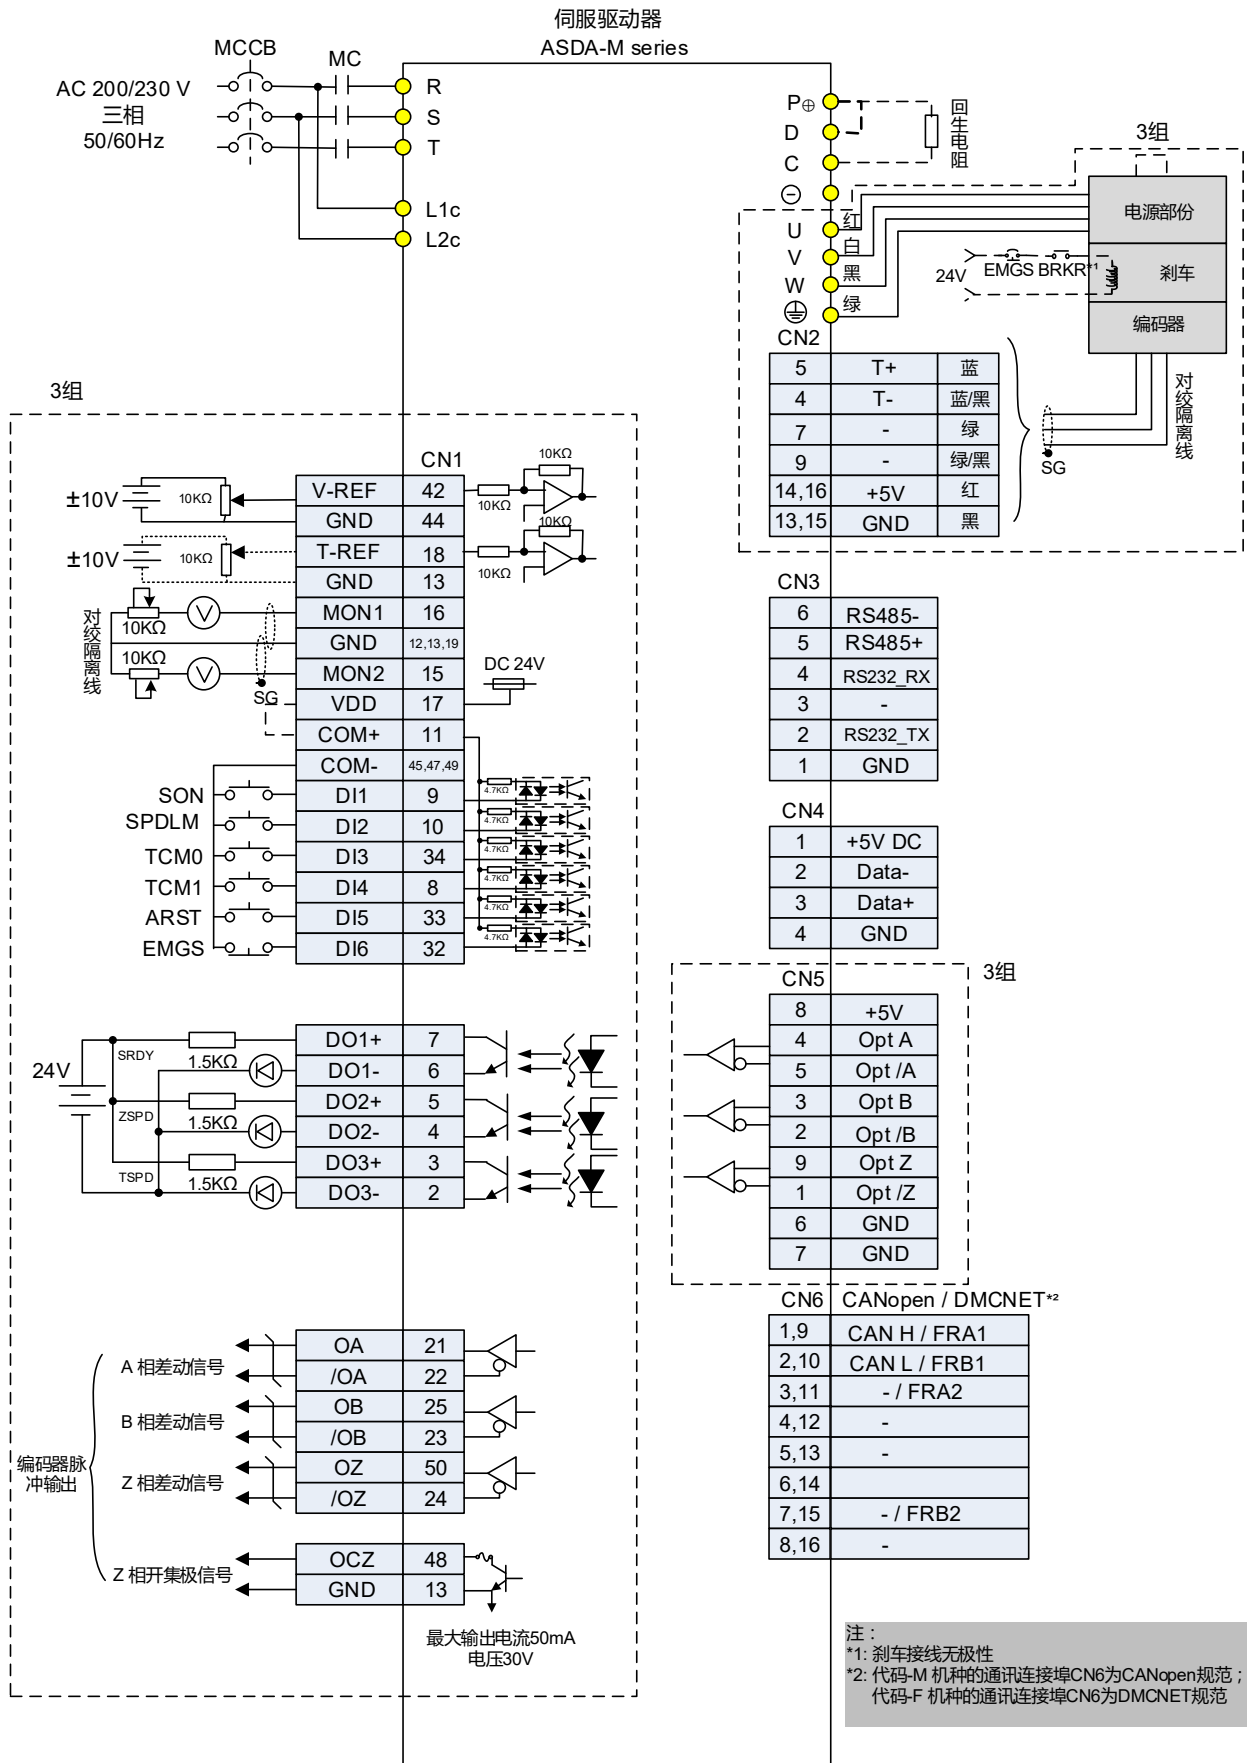 伺服驱动器
ASDA-M series
MCCB
MC
AC 200/230 V
三相
50/60Hz
R
S
T
L1c
L2c
P⊕
D
C
⊖
U
V
W
回生电阻
红
白
黑
绿
3组
电源部份
24V
EMGS BRKR*¹
刹车
编码器
对绞隔离线
SG
CN2
5 T+ 蓝
4 T- 蓝/黑
7 - 绿
9 - 绿/黑
14,16 +5V 红
13,15 GND 黑
3组
CN1
±10V
10KΩ
V-REF 42
10KΩ
10KΩ
GND 44
±10V
10KΩ
T-REF 18
10KΩ
10KΩ
GND 13
对绞隔离线
10KΩ
V
MON1 16
GND 12,13,19
10KΩ
V
MON2 15
SG
DC 24V
VDD 17
COM+ 11
COM- 45,47,49
SON DI1 9 4.7KΩ
SPDLM DI2 10 4.7KΩ
TCM0 DI3 34 4.7KΩ
TCM1 DI4 8 4.7KΩ
ARST DI5 33 4.7KΩ
EMGS DI6 32 4.7KΩ
24V
SRDY
1.5KΩ
DO1+ 7
DO1- 6
ZSPD
1.5KΩ
DO2+ 5
DO2- 4
TSPD
1.5KΩ
DO3+ 3
DO3- 2
编码器脉
冲输出
A 相差动信号
OA 21
/OA 22
B 相差动信号
OB 25
/OB 23
Z 相差动信号
OZ 50
/OZ 24
Z 相开集极信号
OCZ 48
GND 13
最大输出电流50mA
电压30V
CN3
6 RS485-
5 RS485+
4 RS232_RX
3 -
2 RS232_TX
1 GND
CN4
1 +5V DC
2 Data-
3 Data+
4 GND
3组
CN5
8 +5V
4 Opt A
5 Opt /A
3 Opt B
2 Opt /B
9 Opt Z
1 Opt /Z
6 GND
7 GND
CN6 CANopen / DMCNET*²
1,9 CAN H / FRA1
2,10 CAN L / FRB1
3,11 - / FRA2
4,12 -
5,13 -
6,14
7,15 - / FRB2
8,16 -
注：
*1: 刹车接线无极性
*2: 代码-M 机种的通讯连接埠CN6为CANopen规范；
代码-F 机种的通讯连接埠CN6为DMCNET规范